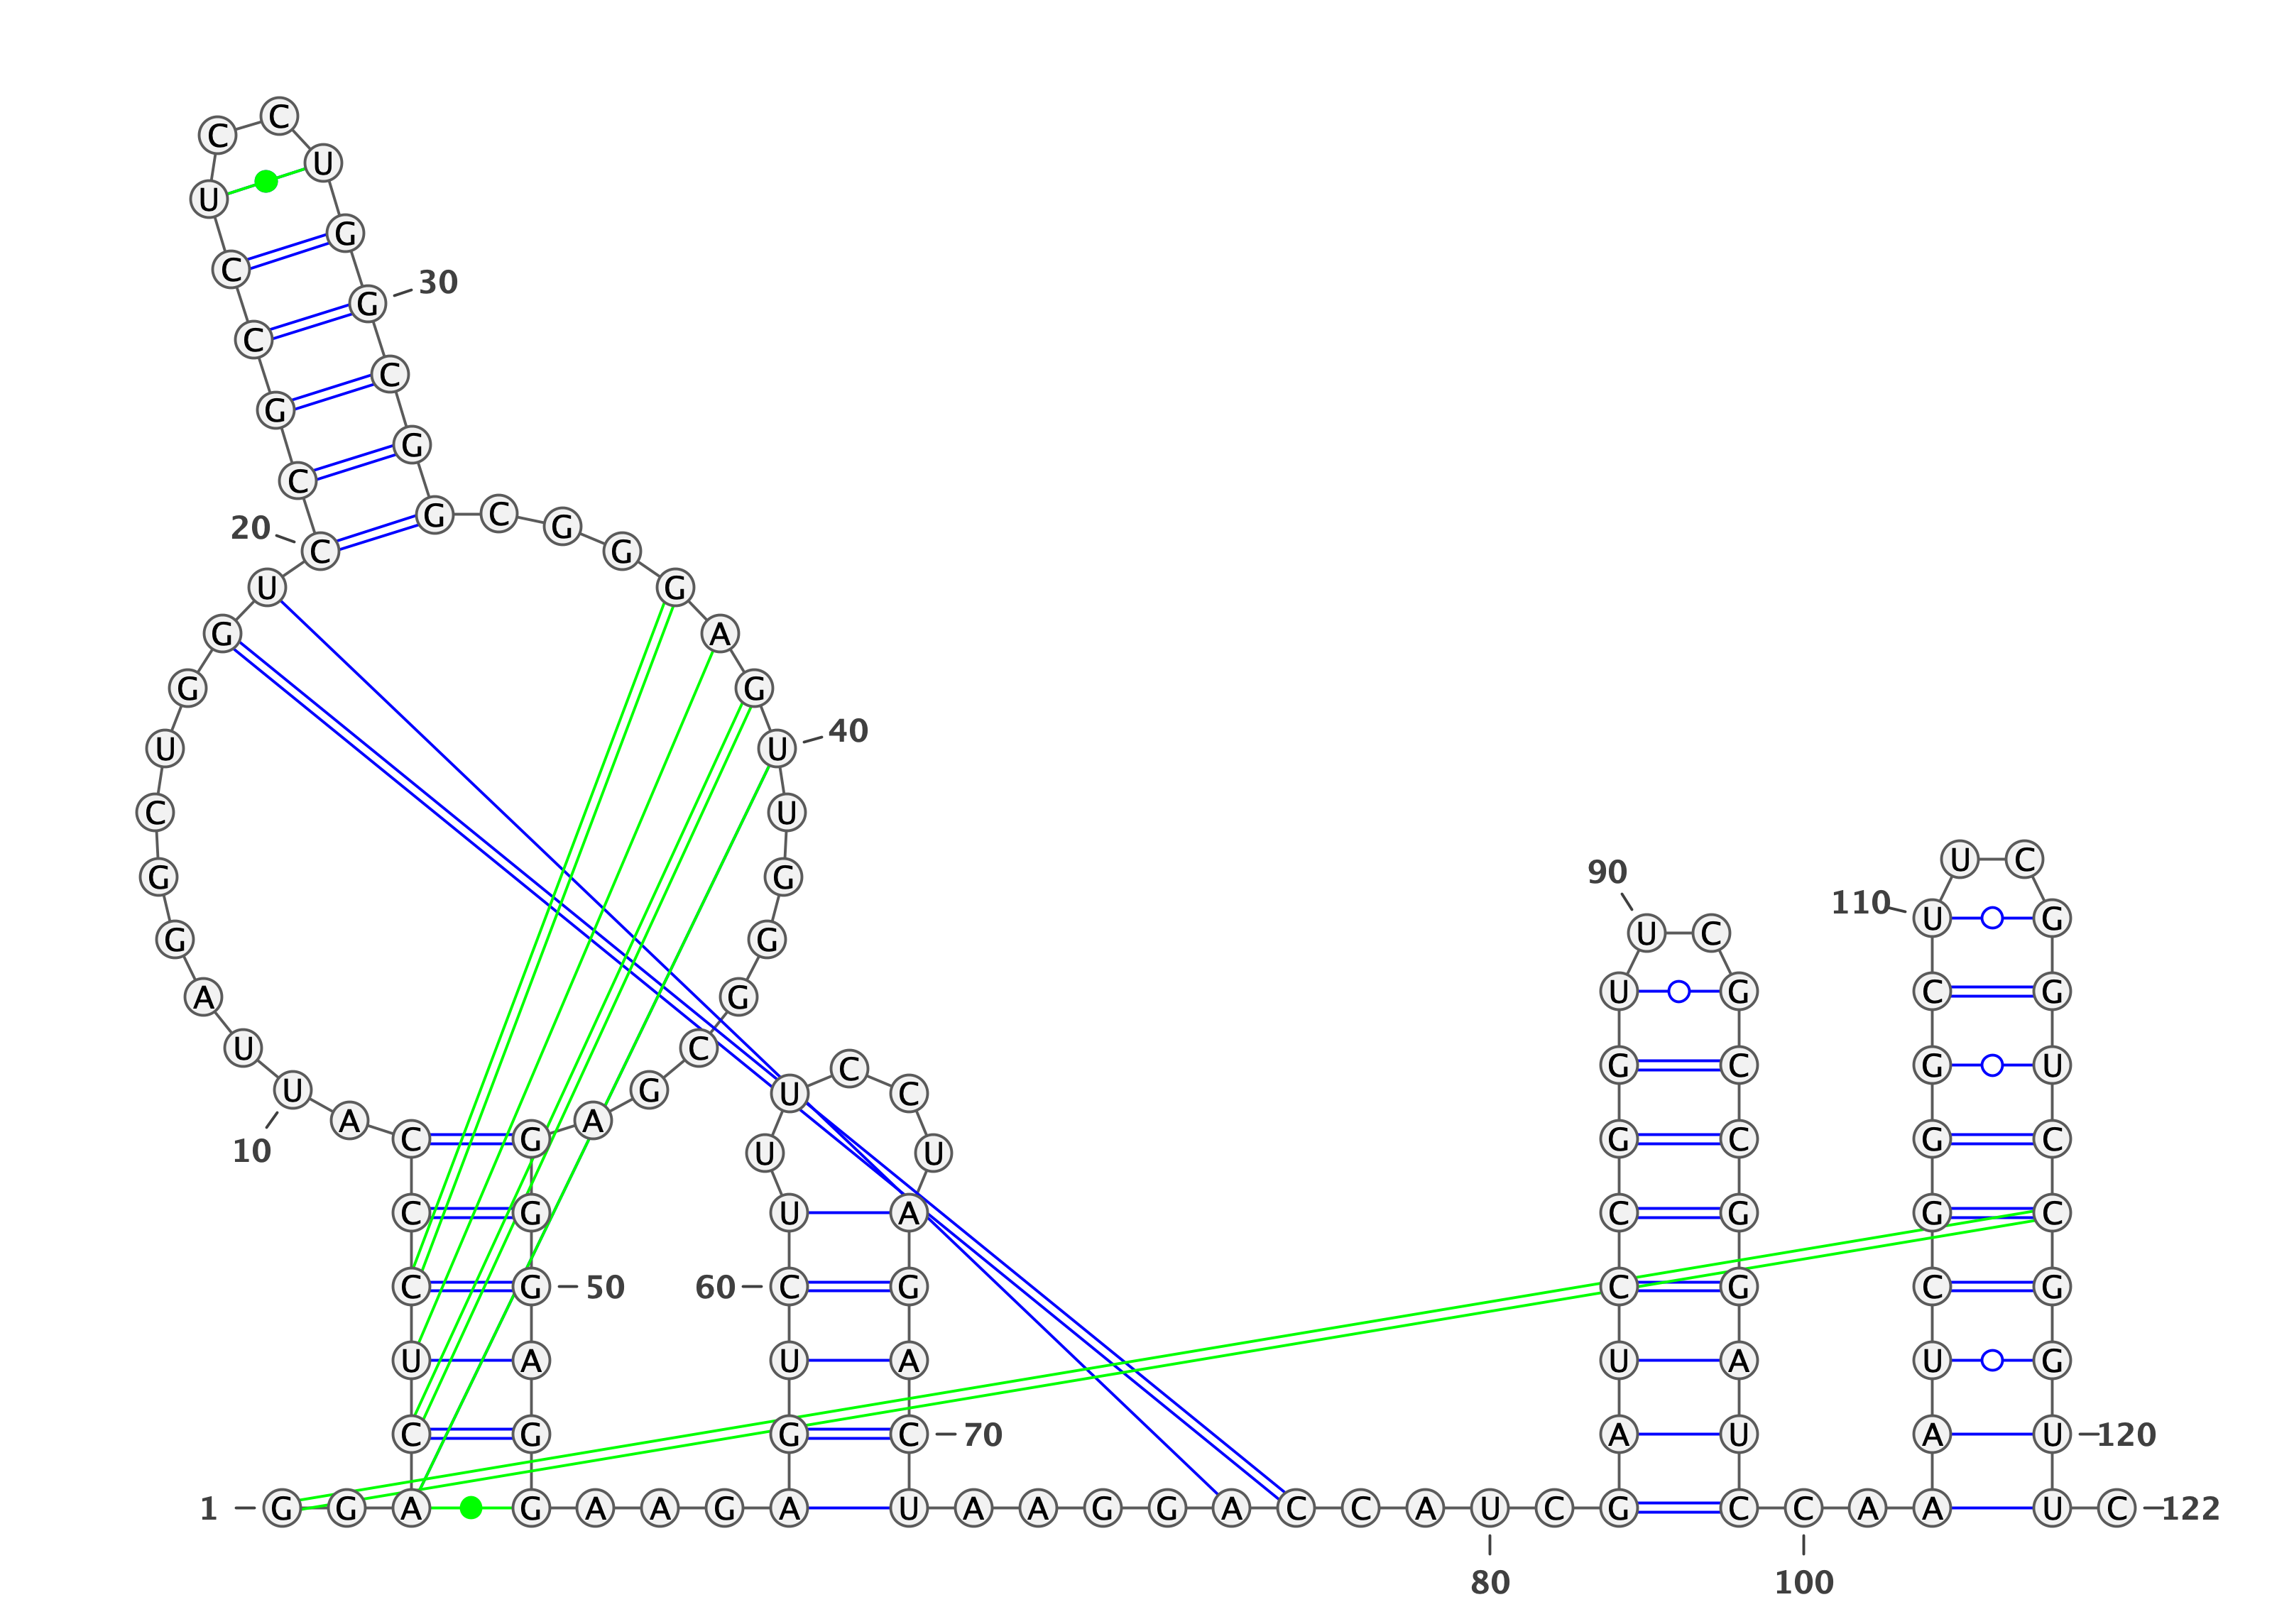 C
C
U
U
G
C
30
G
C
C
G
G
C
G C G
20 C G
U G
G A
G G
40
U U
C U
U C
90
G G
110 U G
U C
G G
U G C G
A G
U C
C G C G U
U G U C
10 A C G A U U G C G C
C G U A C G G C
C G 50 60 C G C G C G
U A U A U A U G
C G G C 70 A U A U 120
1 G G A G A A G A U A A G G A C C A U C G C C A A U C 122
80 100